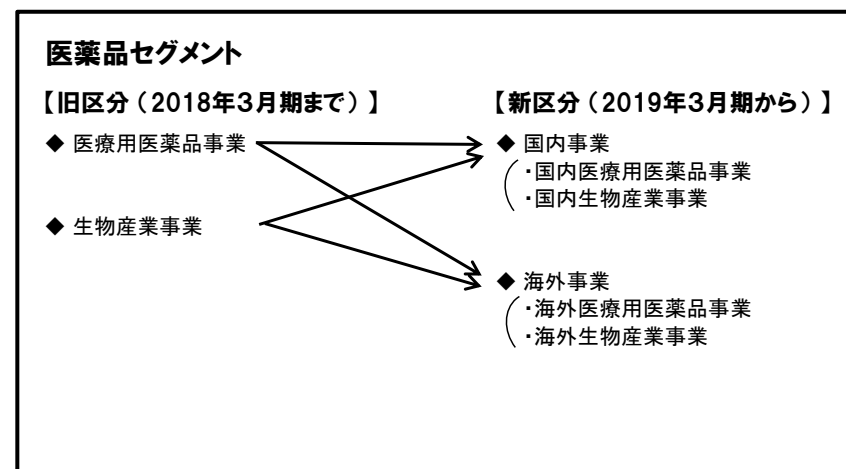 医薬品セグメント
【旧区分（2018年3月期まで）】
◆ 医療用医薬品事業
◆ 生物産業事業
【新区分（2019年3月期から）】
◆ 国内事業
・国内医療用医薬品事業
・国内生物産業事業
◆ 海外事業
・海外医療用医薬品事業
・海外生物産業事業